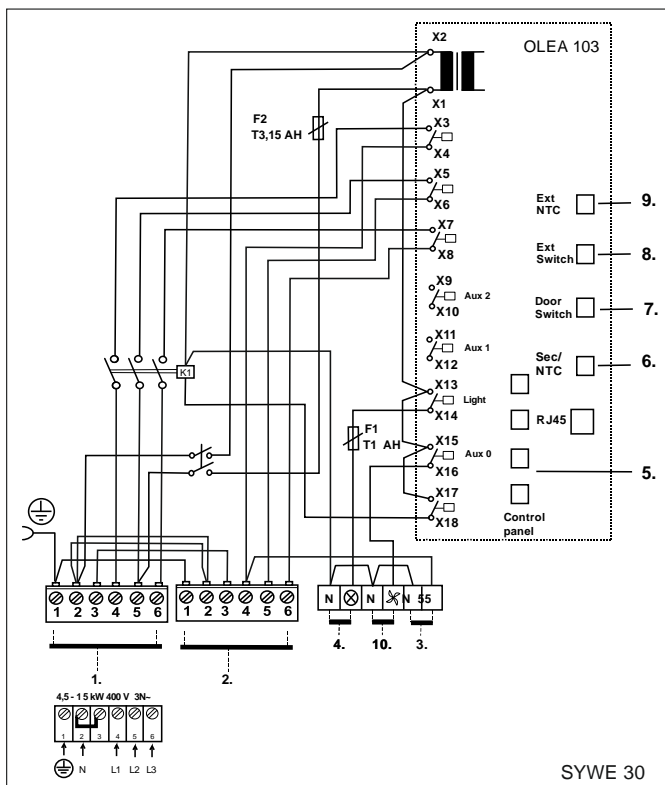 X2
OLEA 103
X1
F2
T3,15 AH
X3
X4
X5
X6
Ext
NTC
9.
X7
X8
Ext
Switch
8.
X9
Aux 2
X10
Door
Switch
7.
X11
Aux 1
X12
Sec/
NTC
6.
K1
X13
Light
X14
F1
T1 AH
RJ45
X15
Aux 0
X16
5.
X17
X18
Control
panel
1 2 3 4 5 6
1 2 3 4 5 6
N N N 55
1.
2.
4. 10. 3.
4,5 - 15 kW 400 V 3N~
1 2 3 4 5 6
N L1 L2 L3
SYWE 30